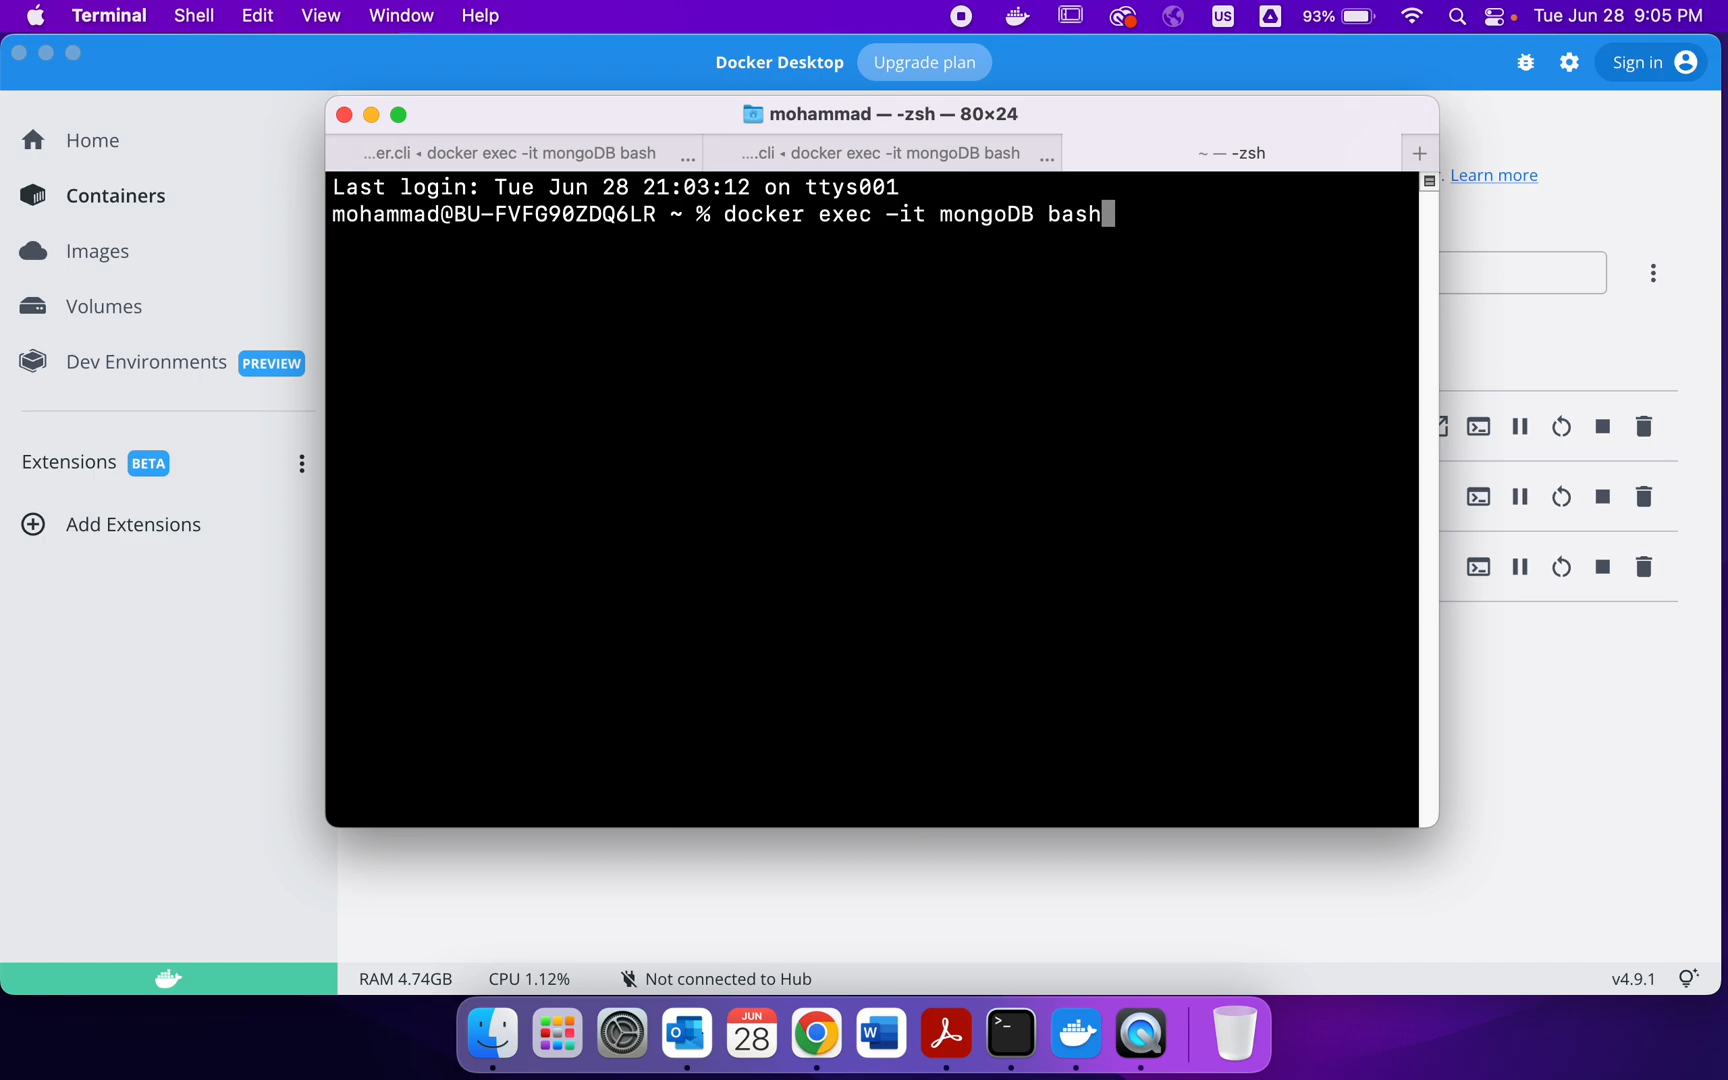 Terminal Shell Edit View Window Help US 93% Tue Jun 28 9:05 PM
Docker Desktop Upgrade plan Sign in
mohammad — -zsh — 80×24
...er.cli ◂ docker exec -it mongoDB bash ...
....cli ◂ docker exec -it mongoDB bash ...
~ — -zsh
Last login: Tue Jun 28 21:03:12 on ttys001
mohammad@BU-FVFG90ZDQ6LR ~ % docker exec -it mongoDB bash
Home
Containers
Images
Volumes
Dev Environments PREVIEW
Extensions BETA
Add Extensions
. Learn more
RAM 4.74GB CPU 1.12% Not connected to Hub v4.9.1
JUN
28